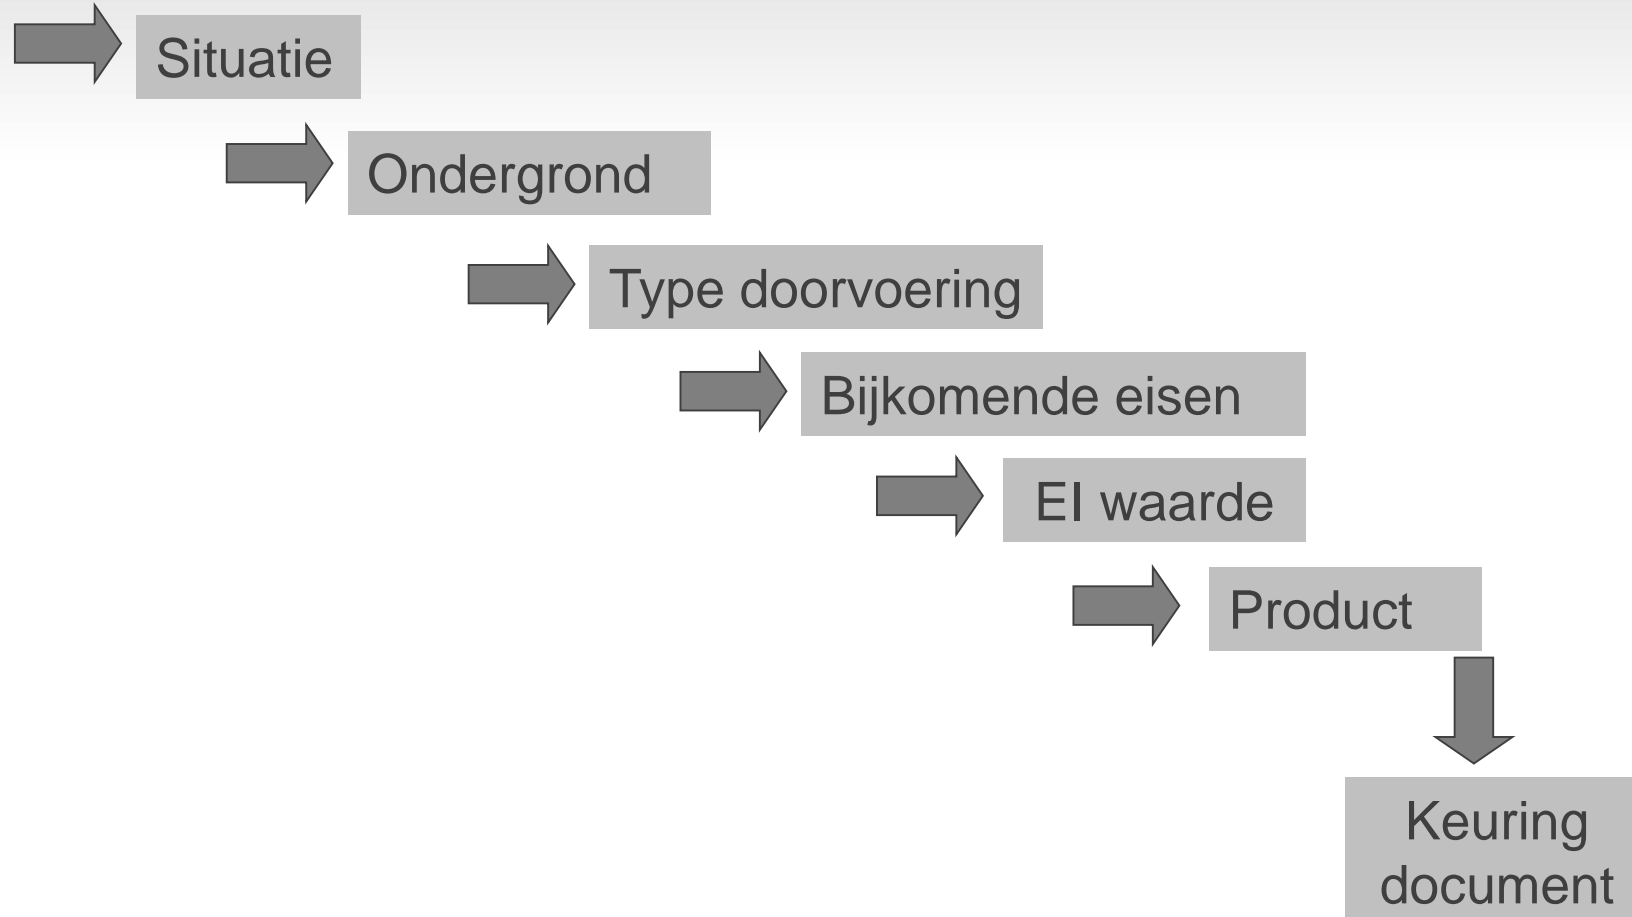 Situatie
Ondergrond
Type doorvoering
Bijkomende eisen
EI waarde
Product
Keuring
document